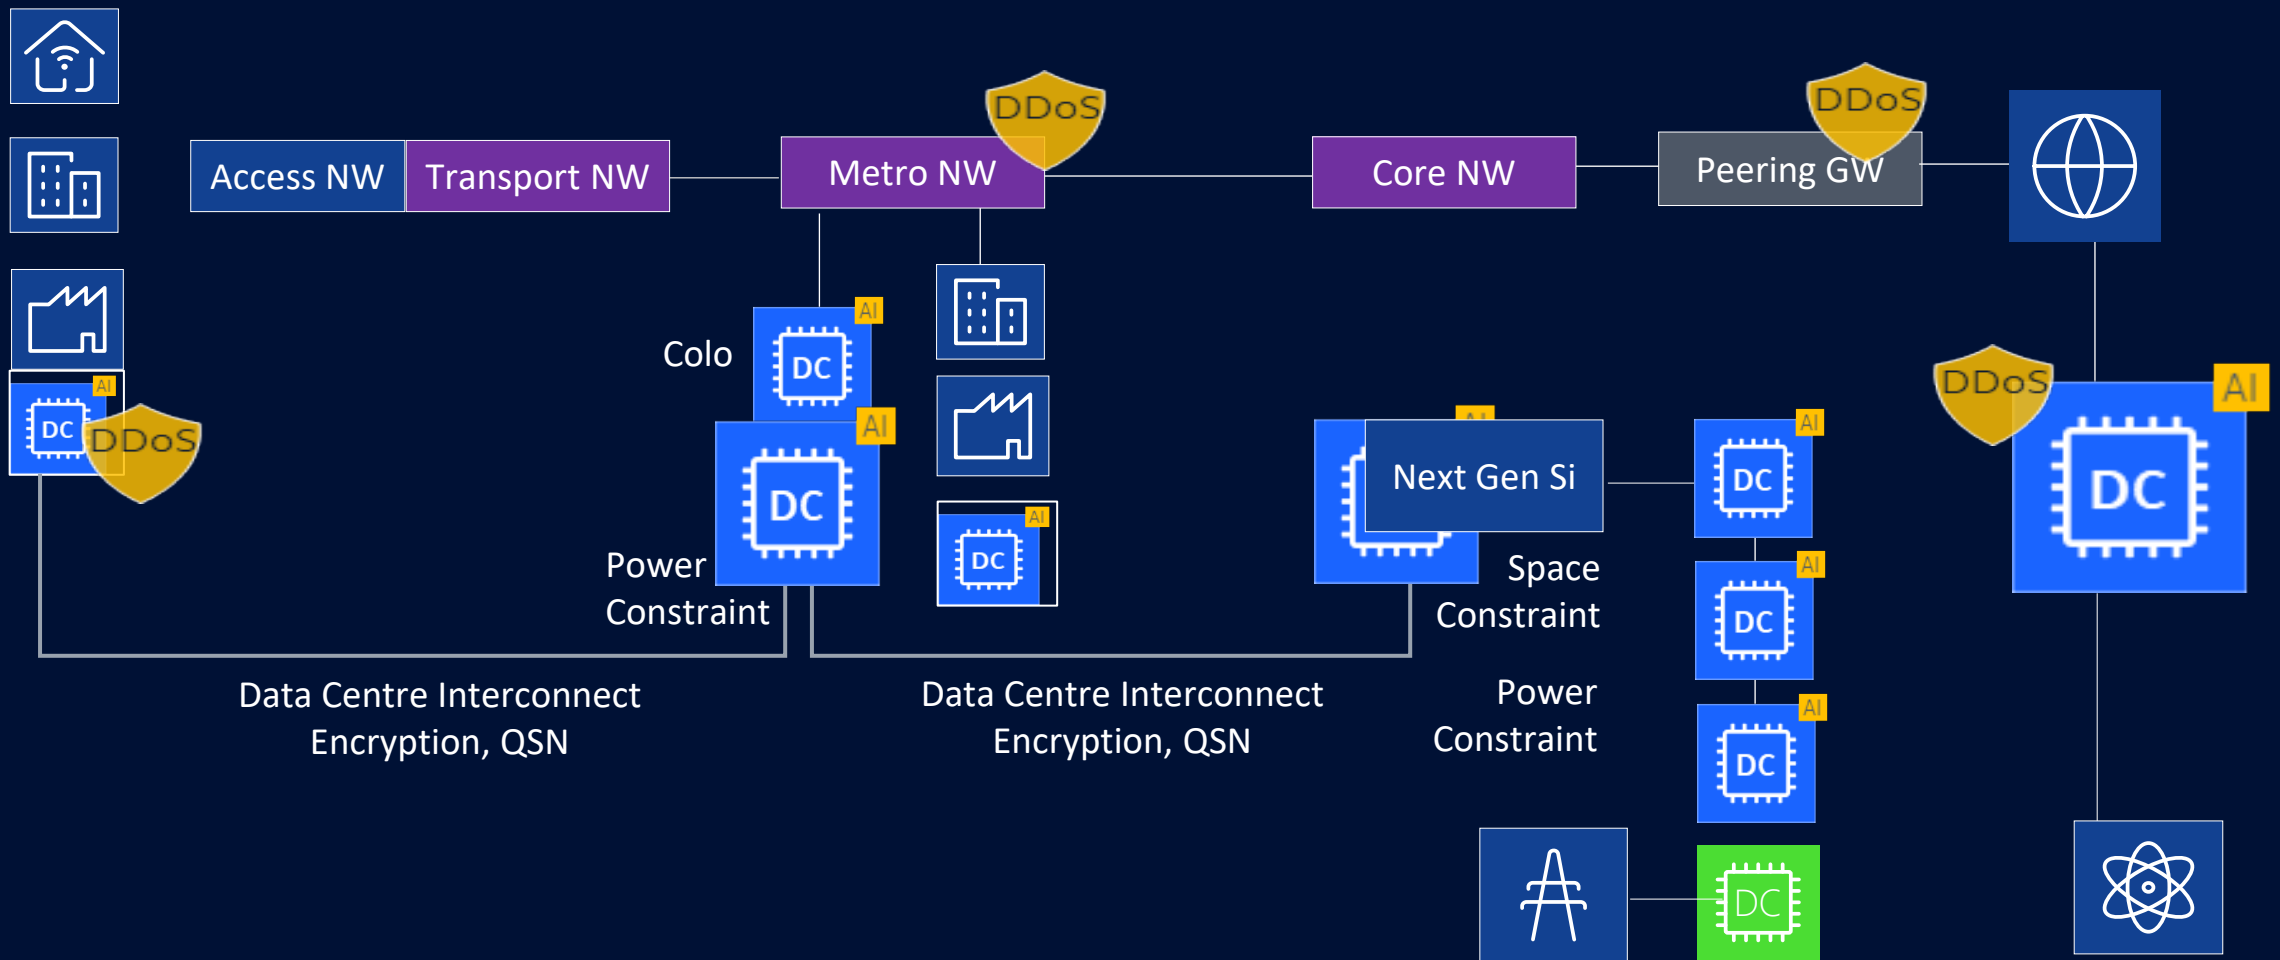 DDoS
DDoS
Access NW
Transport NW
Metro NW
Core NW
Peering GW
AI
Colo
DC
AI
DC
DDoS
AI
DC
Power
Constraint
AI
DC
AI
Next Gen Si
Space
Constraint
Power
Constraint
AI
DC
AI
DC
AI
DC
DC
DDoS
AI
DC
Data Centre Interconnect
Encryption, QSN
Data Centre Interconnect
Encryption, QSN